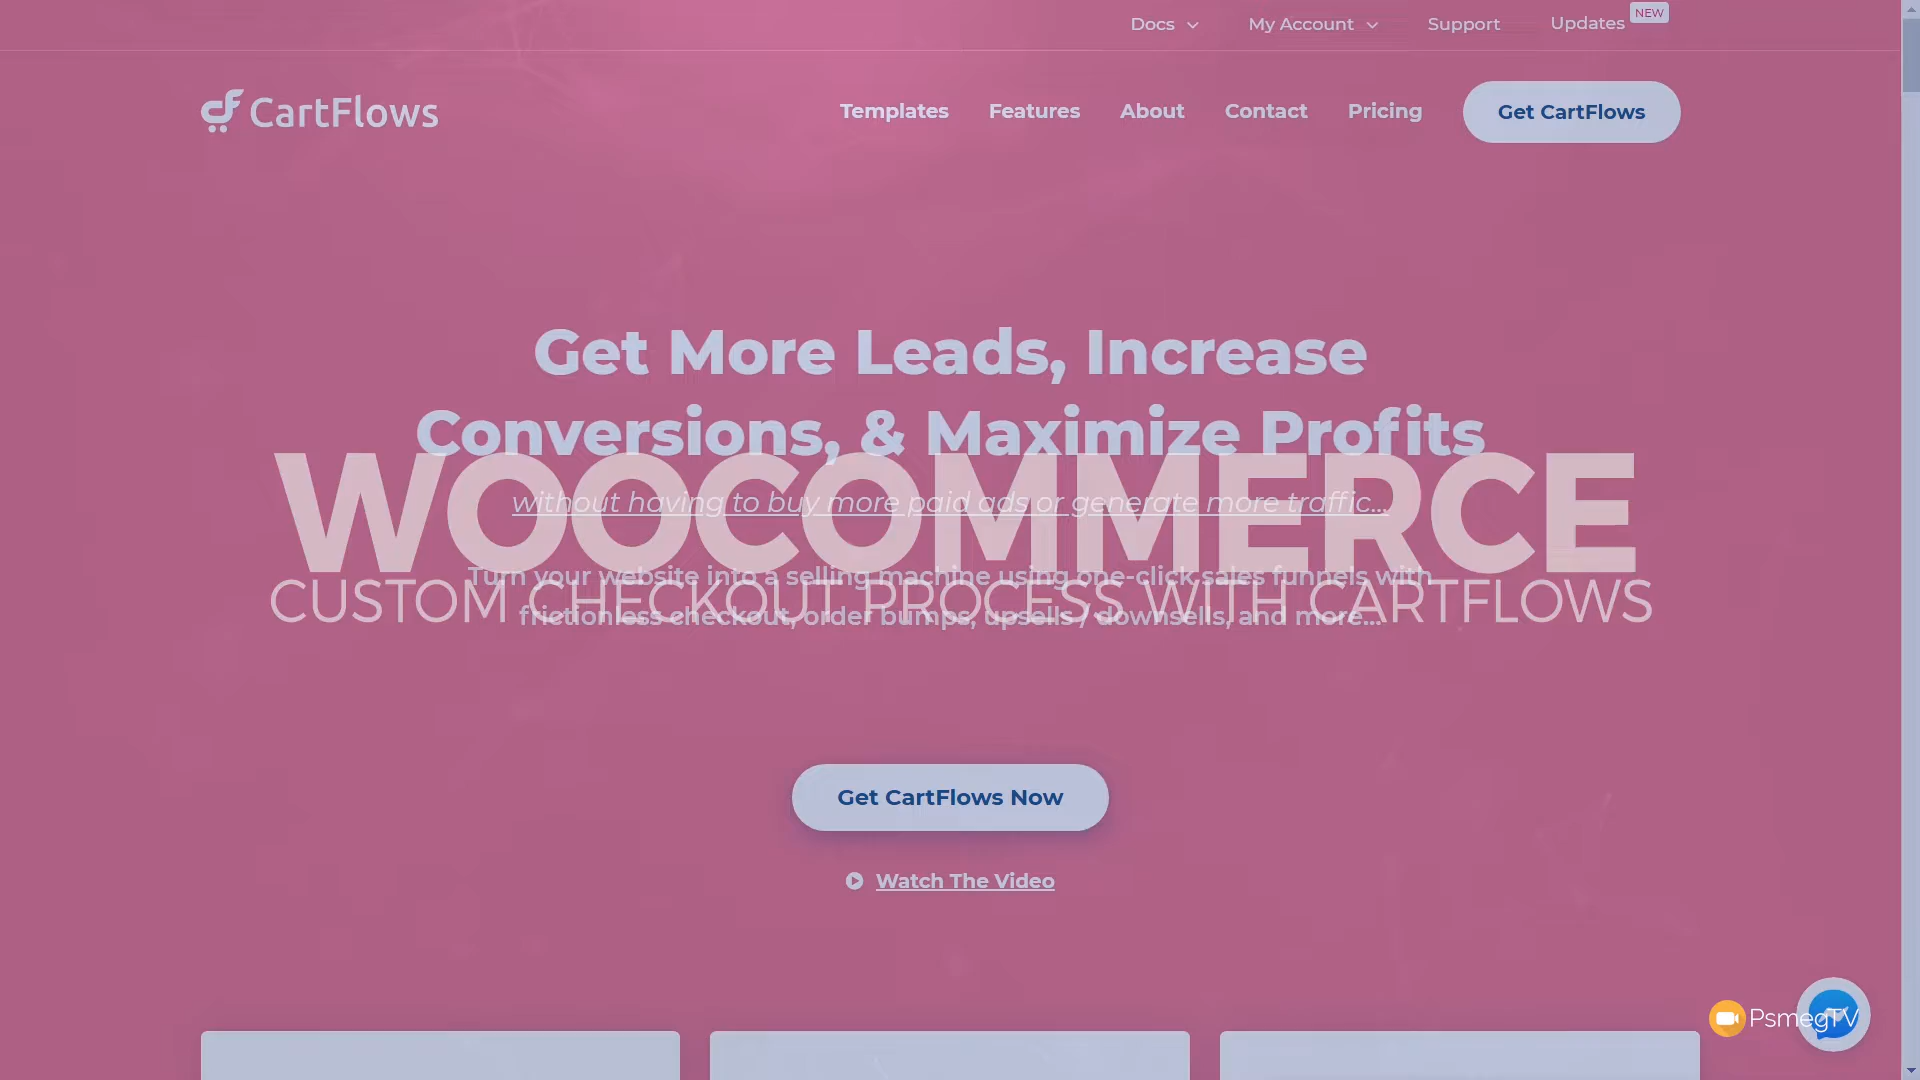 Docs My Account Support Updates NEW
CartFlows Templates Features About Contact Pricing Get CartFlows
Get More Leads, Increase
Conversions, & Maximize Profits
WOOCOMMERCE
without having to buy more paid ads or generate more traffic...
Turn your website into a selling machine using one-click sales funnels with
CUSTOM CHECKOUT PROCESS WITH CARTFLOWS
frictionless checkout, order bumps, upsells / downsells, and more...
Get CartFlows Now
Watch The Video
PsmegTV